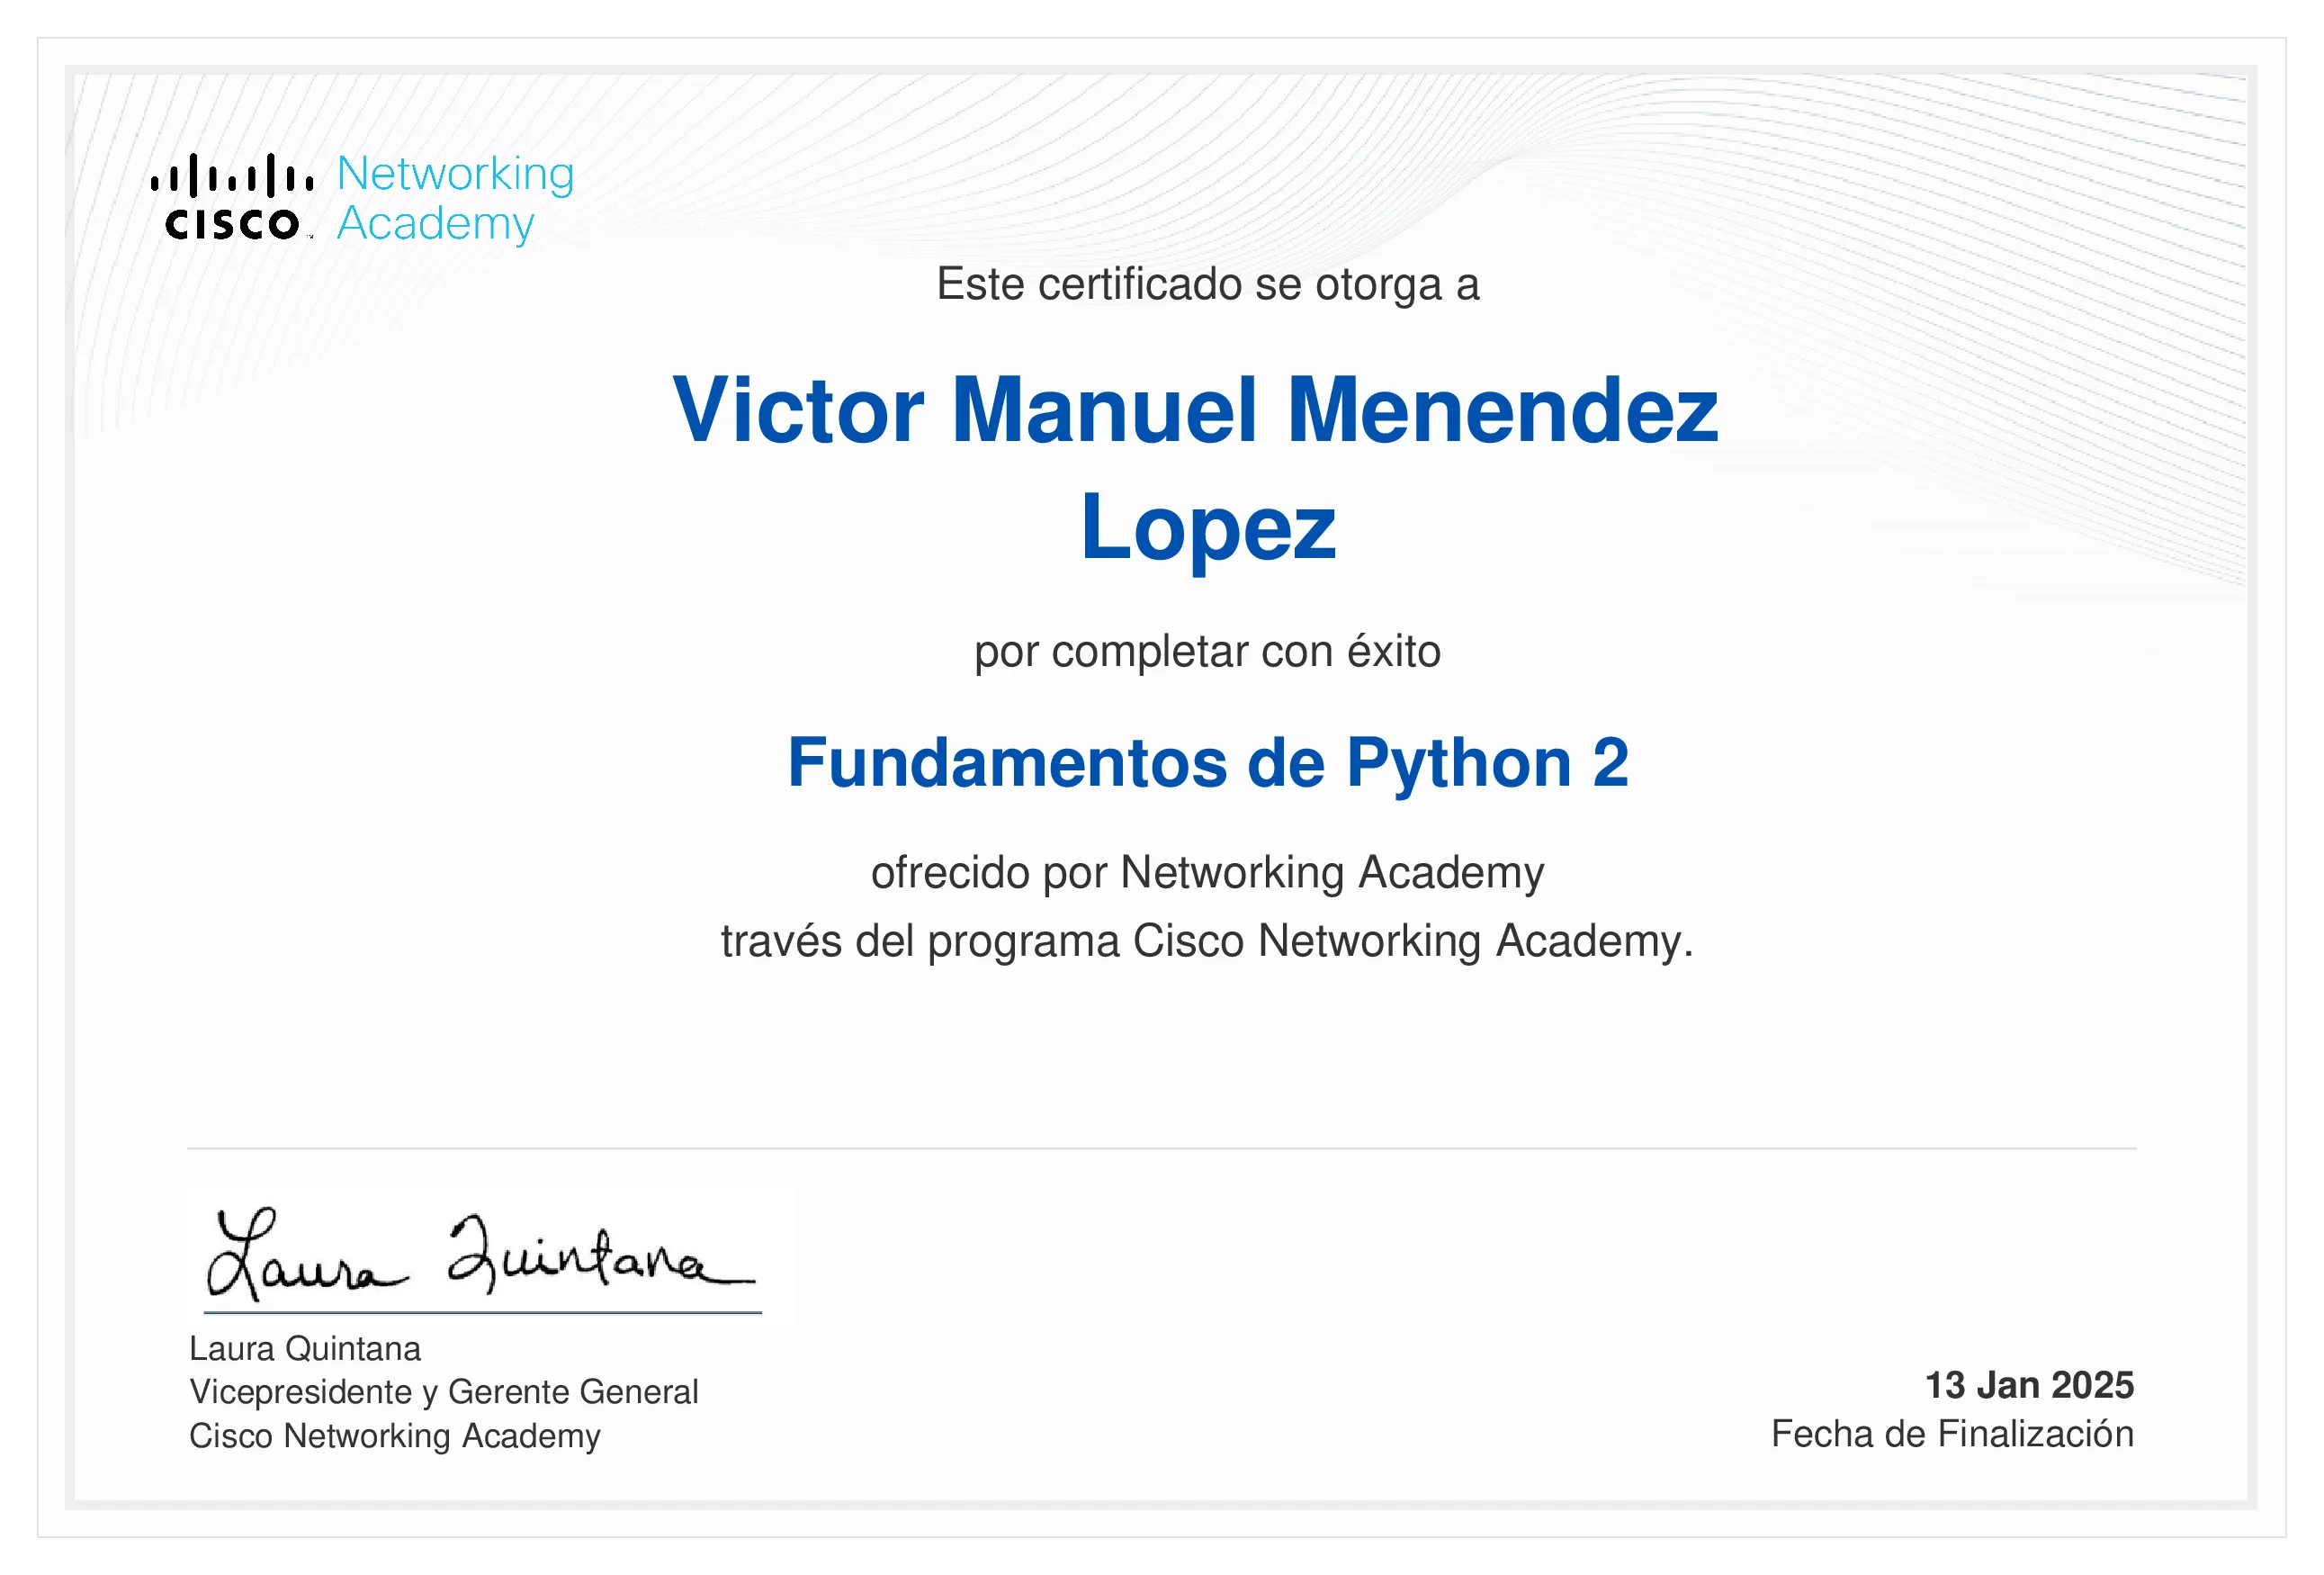 CISCO
Networking
Academy
Este certificado se otorga a
Victor Manuel Menendez
Lopez
por completar con éxito
Fundamentos de Python 2
ofrecido por Networking Academy
través del programa Cisco Networking Academy.
Laura Quintana
Laura Quintana
Vicepresidente y Gerente General
Cisco Networking Academy
13 Jan 2025
Fecha de Finalización